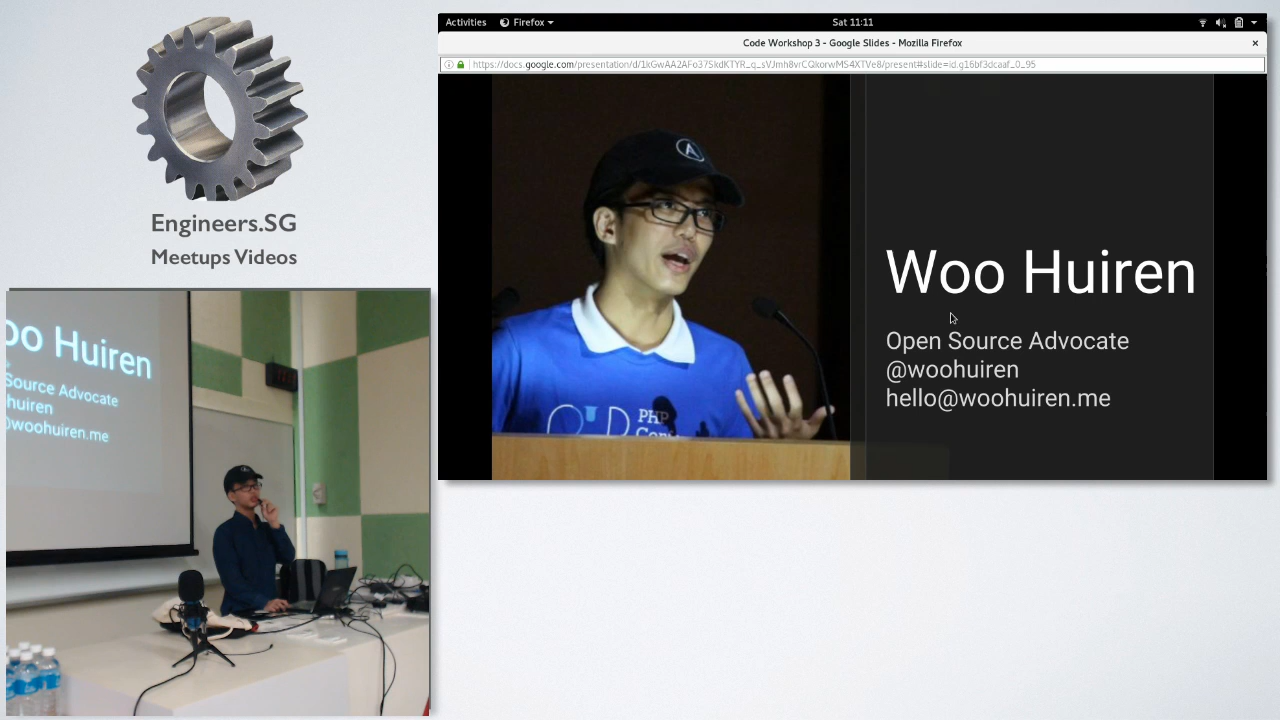 Engineers.SG
Meetups Videos
Activities Firefox Sat 11:11
Code Workshop 3 - Google Slides - Mozilla Firefox
Woo Huiren
Open Source Advocate
@woohuiren
hello@woohuiren.me
PHP
oo Huiren
Source Advocate
huiren
@woohuiren.me